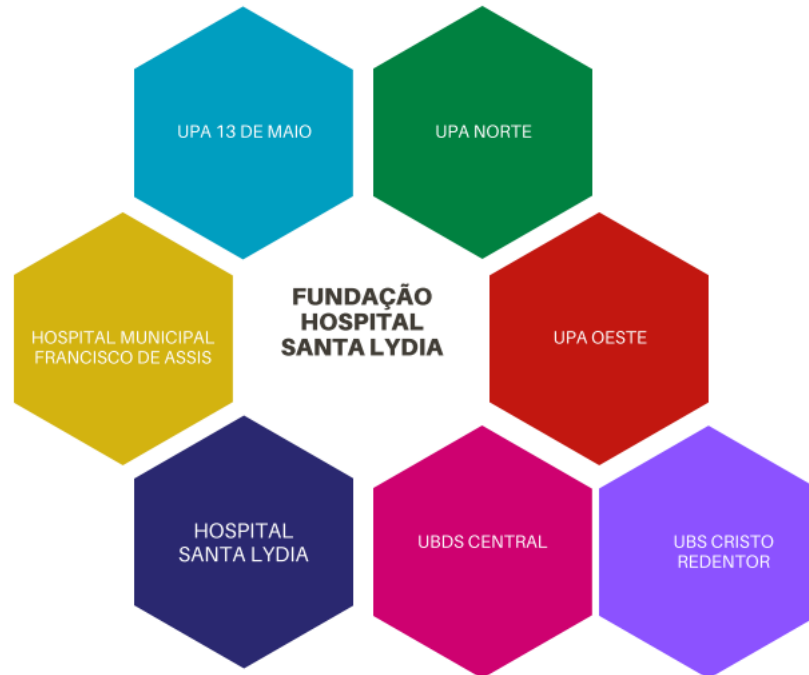 UPA 13 DE MAIO
UPA NORTE
HOSPITAL MUNICIPAL
FRANCISCO DE ASSIS
FUNDAÇÃO
HOSPITAL
SANTA LYDIA
UPA OESTE
HOSPITAL
SANTA LYDIA
UBDS CENTRAL
UBS CRISTO
REDENTOR